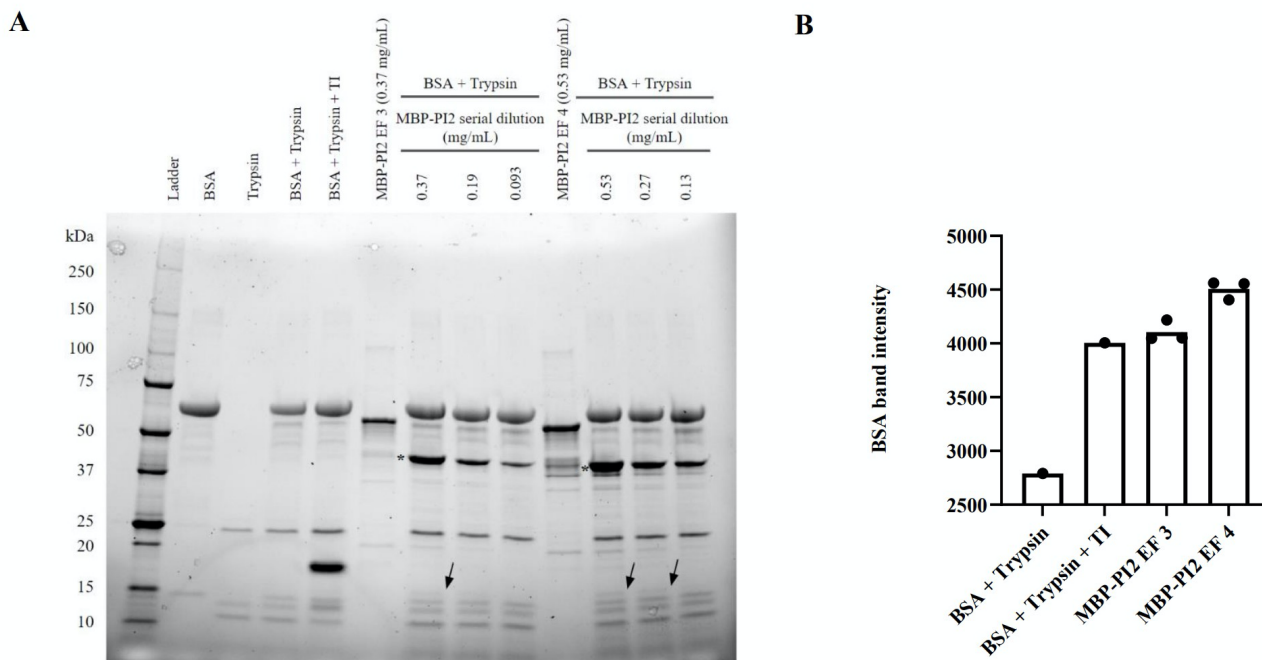 A
Ladder
BSA
Trypsin
BSA + Trypsin
BSA + Trypsin + TI
MBP-PI2 EF 3 (0.37 mg/mL)
BSA + Trypsin
MBP-PI2 serial dilution
(mg/mL)
0.37
0.19
0.093
MBP-PI2 EF 4 (0.53 mg/mL)
BSA + Trypsin
MBP-PI2 serial dilution
(mg/mL)
0.53
0.27
0.13
kDa
250
150
100
75
50
37
25
20
15
10
*
*
B
BSA band intensity
5000
4500
4000
3500
3000
2500
BSA + Trypsin
BSA + Trypsin + TI
MBP-PI2 EF 3
MBP-PI2 EF 4